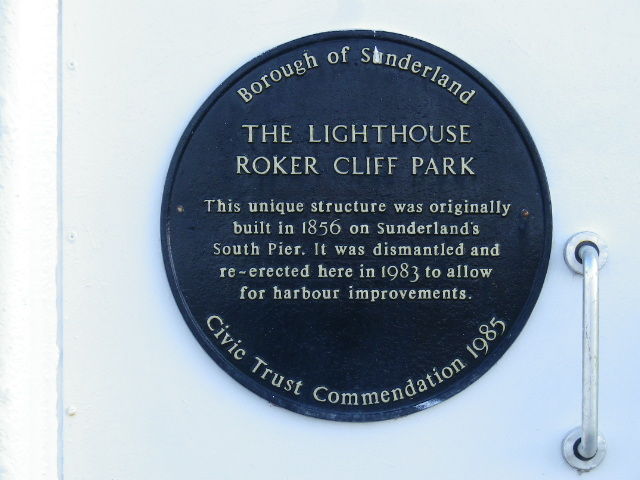 Borough of Sunderland
THE LIGHTHOUSE
ROKER CLIFF PARK
This unique structure was originally
built in 1856 on Sunderland's
South Pier. It was dismantled and
re-erected here in 1983 to allow
for harbour improvements.
Civic Trust Commendation 1985